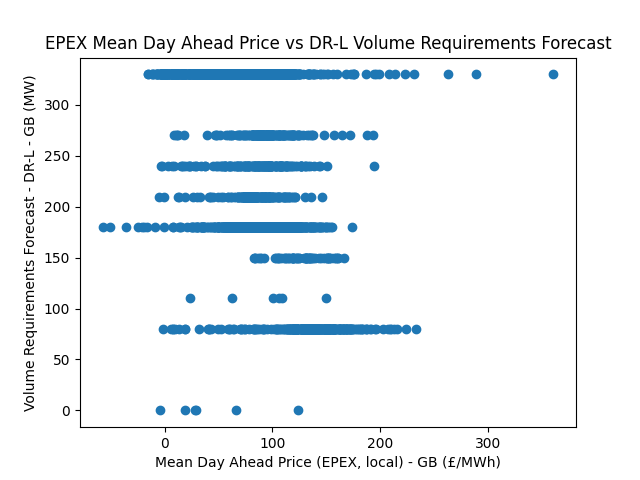 EPEX Mean Day Ahead Price vs DR-L Volume Requirements Forecast
Volume Requirements Forecast - DR-L - GB (MW)
300
250
200
150
100
50
0
0 100 200 300
Mean Day Ahead Price (EPEX, local) - GB (£/MWh)